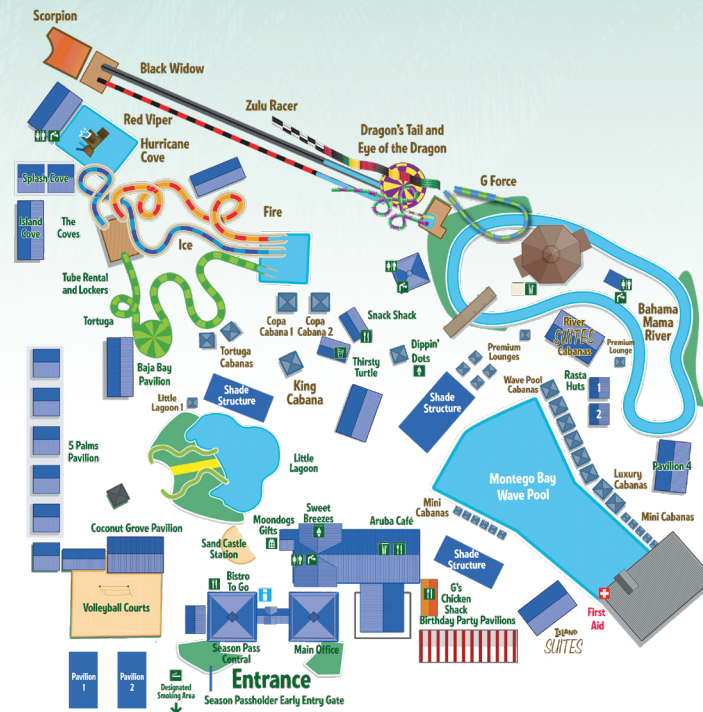 Scorpion
Black Widow
Zulu Racer
Red Viper
Hurricane
Cove
Dragon's Tail and
Eye of the Dragon
G Force
Splash Cove
Island
Cove
The
Coves
Fire
Ice
Tube Rental
and Lockers
Tortuga
Baja Bay
Pavilion
Copa
Cabana 1
Copa
Cabana 2
Tortuga
Cabanas
Snack Shack
Thirsty
Turtle
Dippin'
Dots
King
Cabana
Premium
Lounges
River
SUITES
Cabanas
Premium
Lounge
Bahama
Mama
River
Rasta
Huts
1
2
Wave Pool
Cabanas
Shade
Structure
Shade
Structure
Little
Lagoon 1
Little
Lagoon
5 Palms
Pavilion
Montego Bay
Wave Pool
Pavilion 4
Luxury
Cabanas
Mini
Cabanas
Mini Cabanas
Coconut Grove Pavilion
Sand Castle
Station
Moondogs
Gifts
Sweet
Breezes
Aruba Café
Shade
Structure
Volleyball Courts
Bistro
To Go
G's
Chicken
Shack
Birthday Party Pavilions
First
Aid
ISLAND
SUITES
Season Pass
Central
Main Office
Pavilion
1
Pavilion
2
Designated
Smoking Area
Entrance
Season Passholder Early Entry Gate